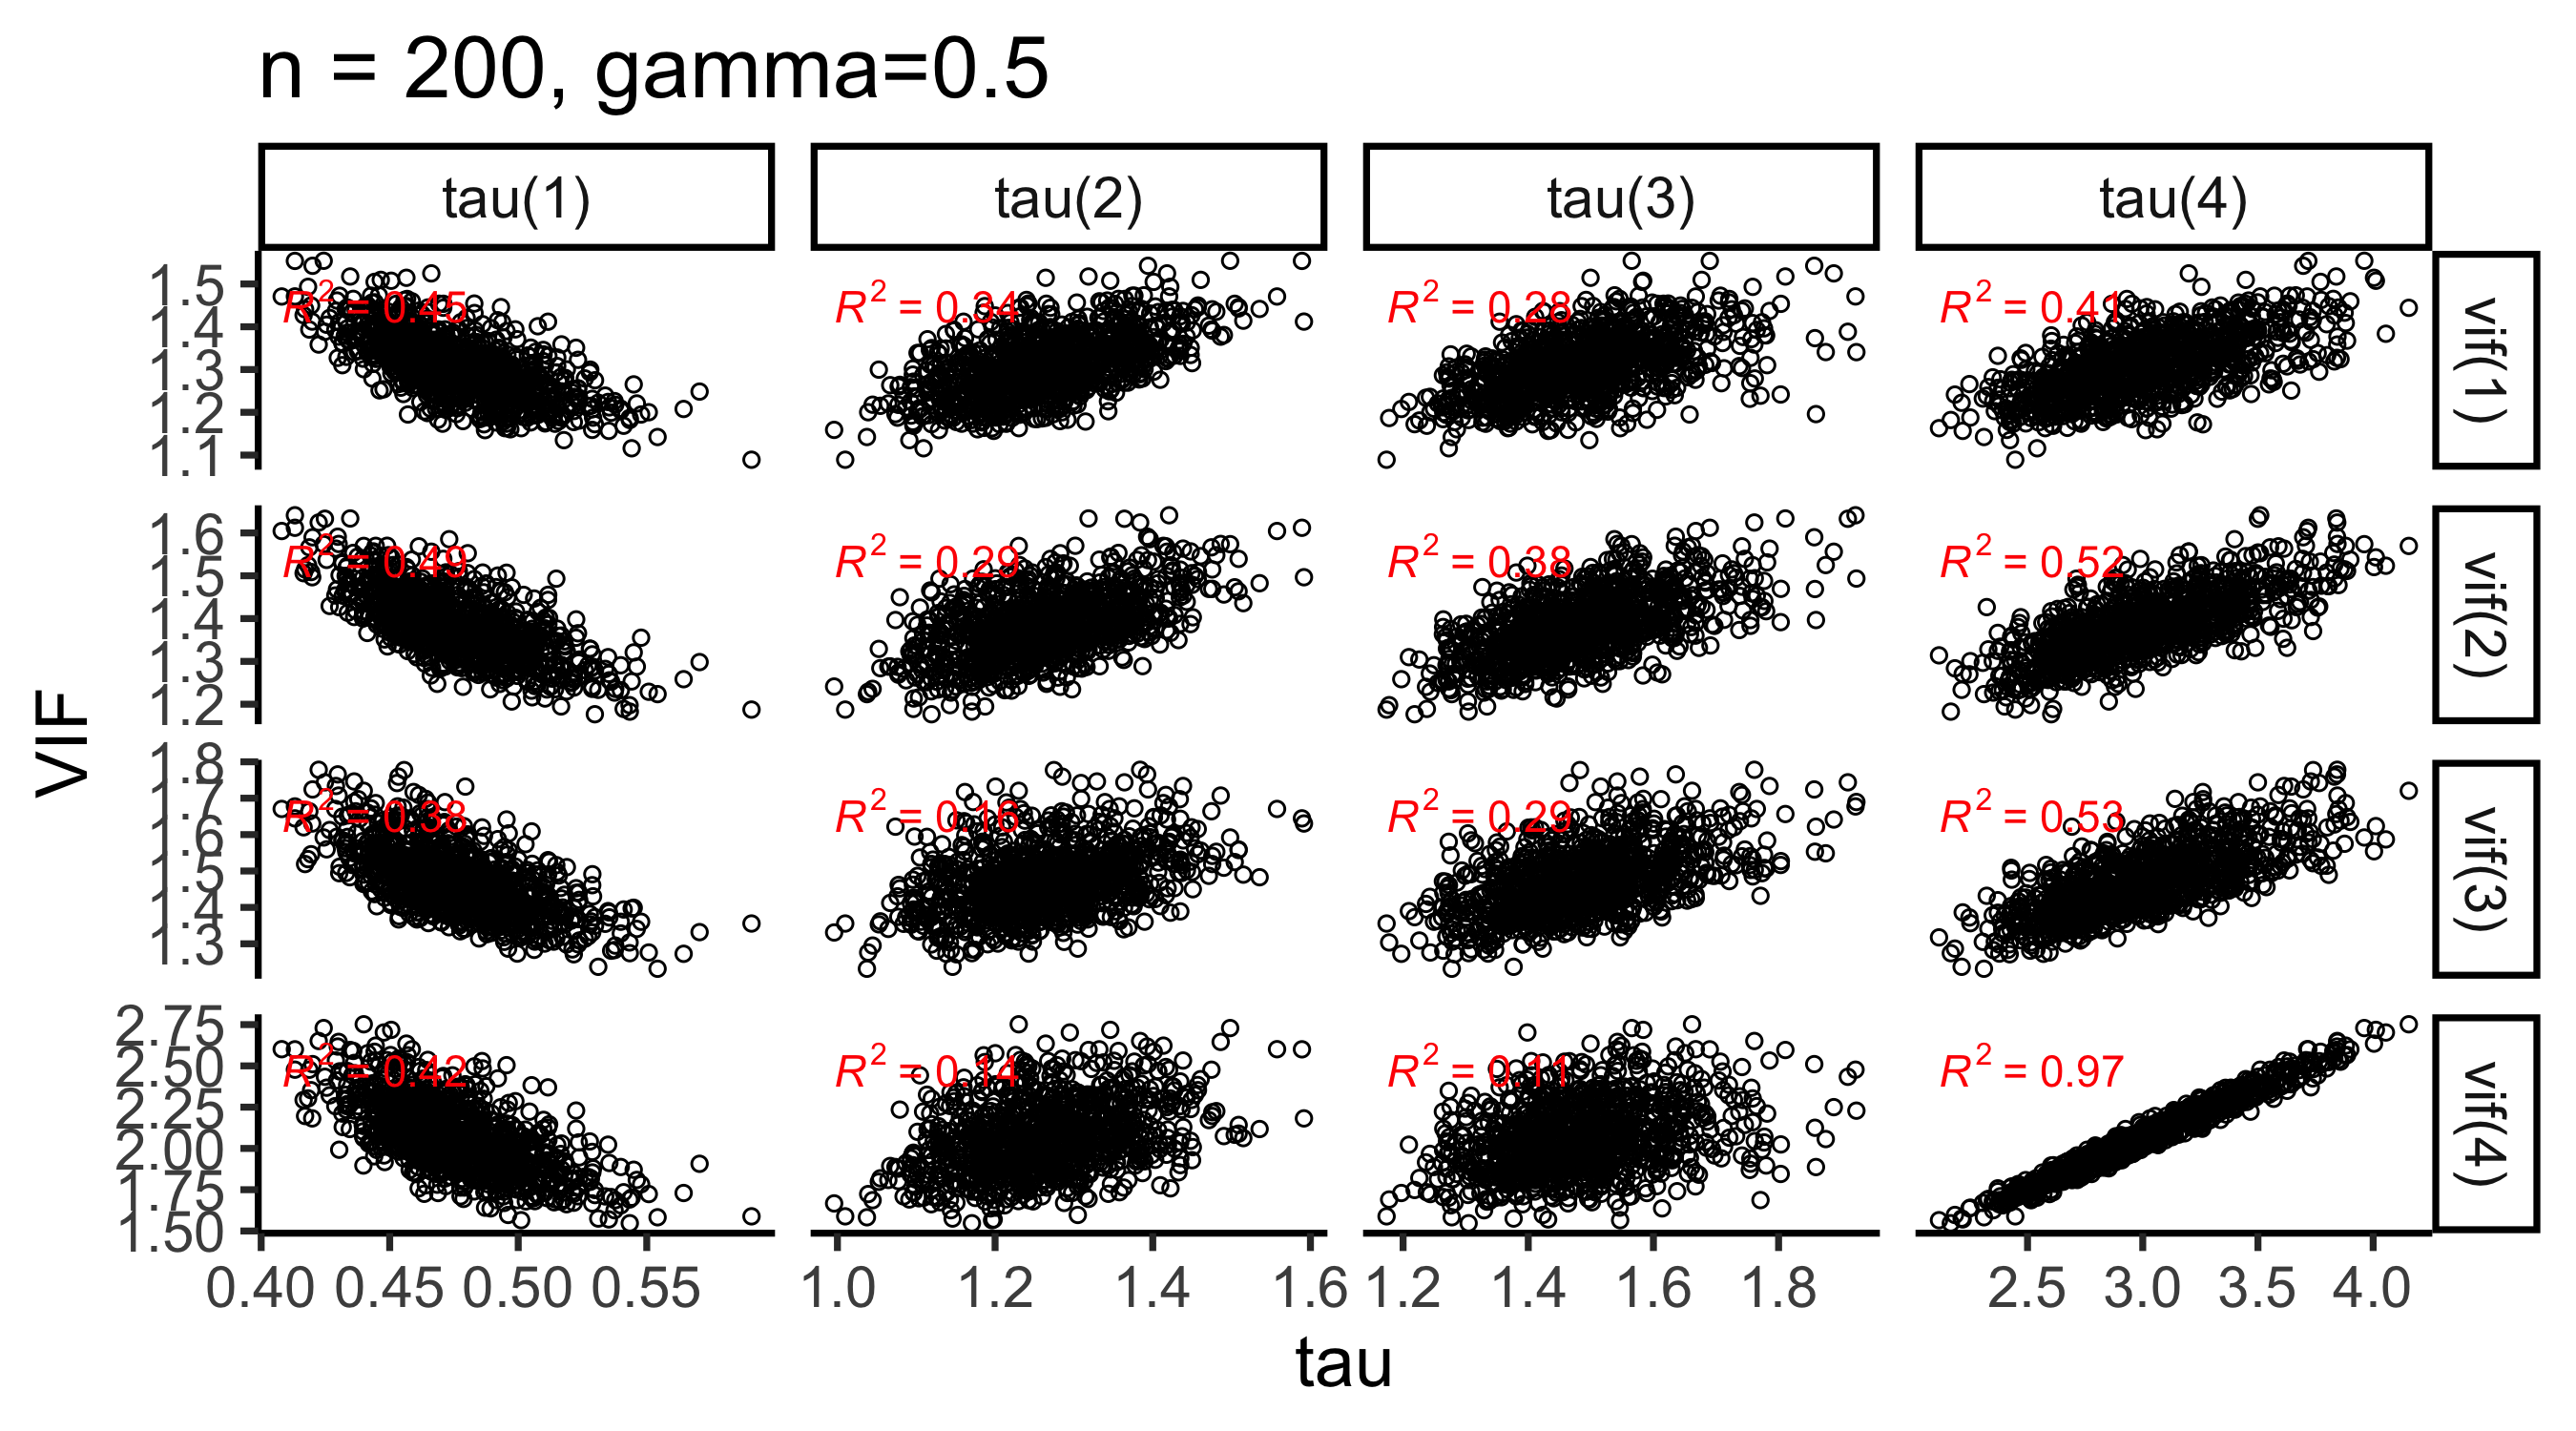 n = 200, gamma=0.5
tau(1) tau(2) tau(3) tau(4)
1.5
1.4
1.3
1.2
1.1
R² = 0.45 R² = 0.34 R² = 0.28 R² = 0.41
vif(1)
1.6
1.5
1.4
1.3
1.2
R² = 0.49 R² = 0.29 R² = 0.38 R² = 0.52
vif(2)
VIF
1.8
1.7
1.6
1.5
1.4
1.3
R² = 0.38 R² = 0.16 R² = 0.29 R² = 0.53
vif(3)
2.75
2.50
2.25
2.00
1.75
1.50
R² = 0.42 R² = 0.14 R² = 0.11 R² = 0.97
vif(4)
0.40 0.45 0.50 0.55 1.0 1.2 1.4 1.6 1.2 1.4 1.6 1.8 2.5 3.0 3.5 4.0
tau